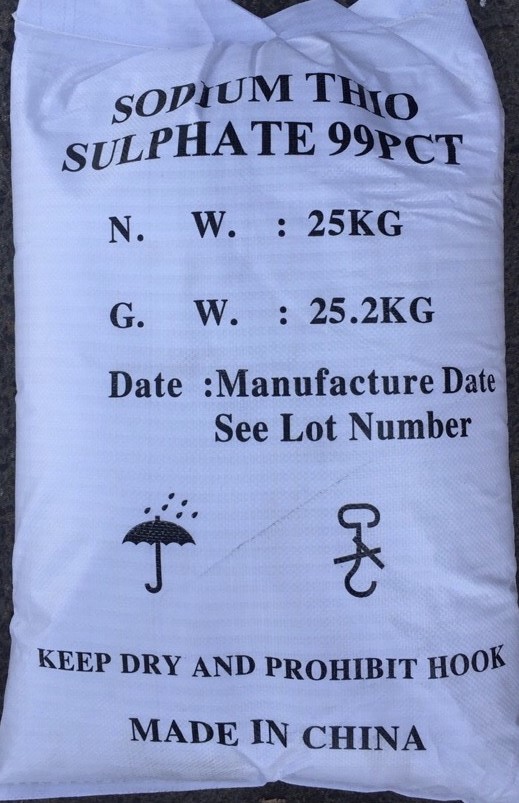 SODIUM THIO
SULPHATE 99PCT
N. W. : 25KG
G. W. : 25.2KG
Date :Manufacture Date
See Lot Number
KEEP DRY AND PROHIBIT HOOK
MADE IN CHINA